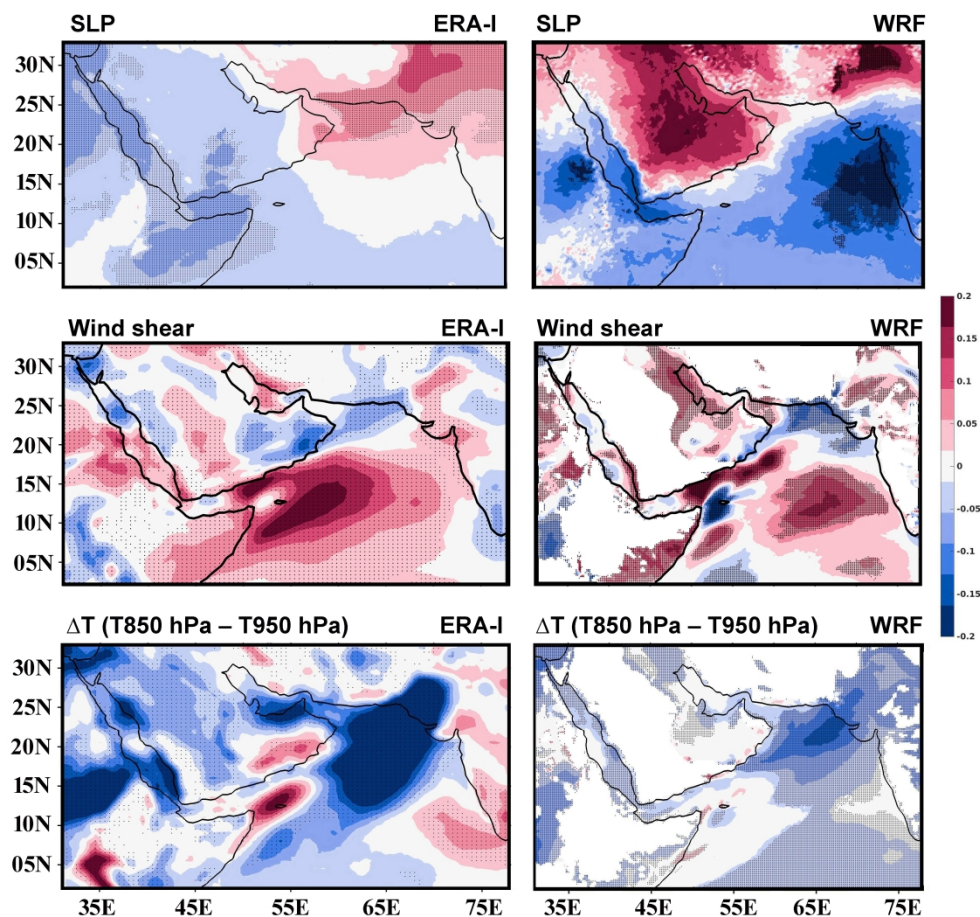 SLP ERA-I SLP WRF
30N
25N
20N
15N
10N
05N
Wind shear ERA-I Wind shear WRF
30N
25N
20N
15N
10N
05N
0.2
0.15
0.1
0.05
0
-0.05
-0.1
-0.15
-0.2
ΔT (T850 hPa – T950 hPa) ERA-I ΔT (T850 hPa – T950 hPa) WRF
30N
25N
20N
15N
10N
05N
35E 45E 55E 65E 75E 35E 45E 55E 65E 75E